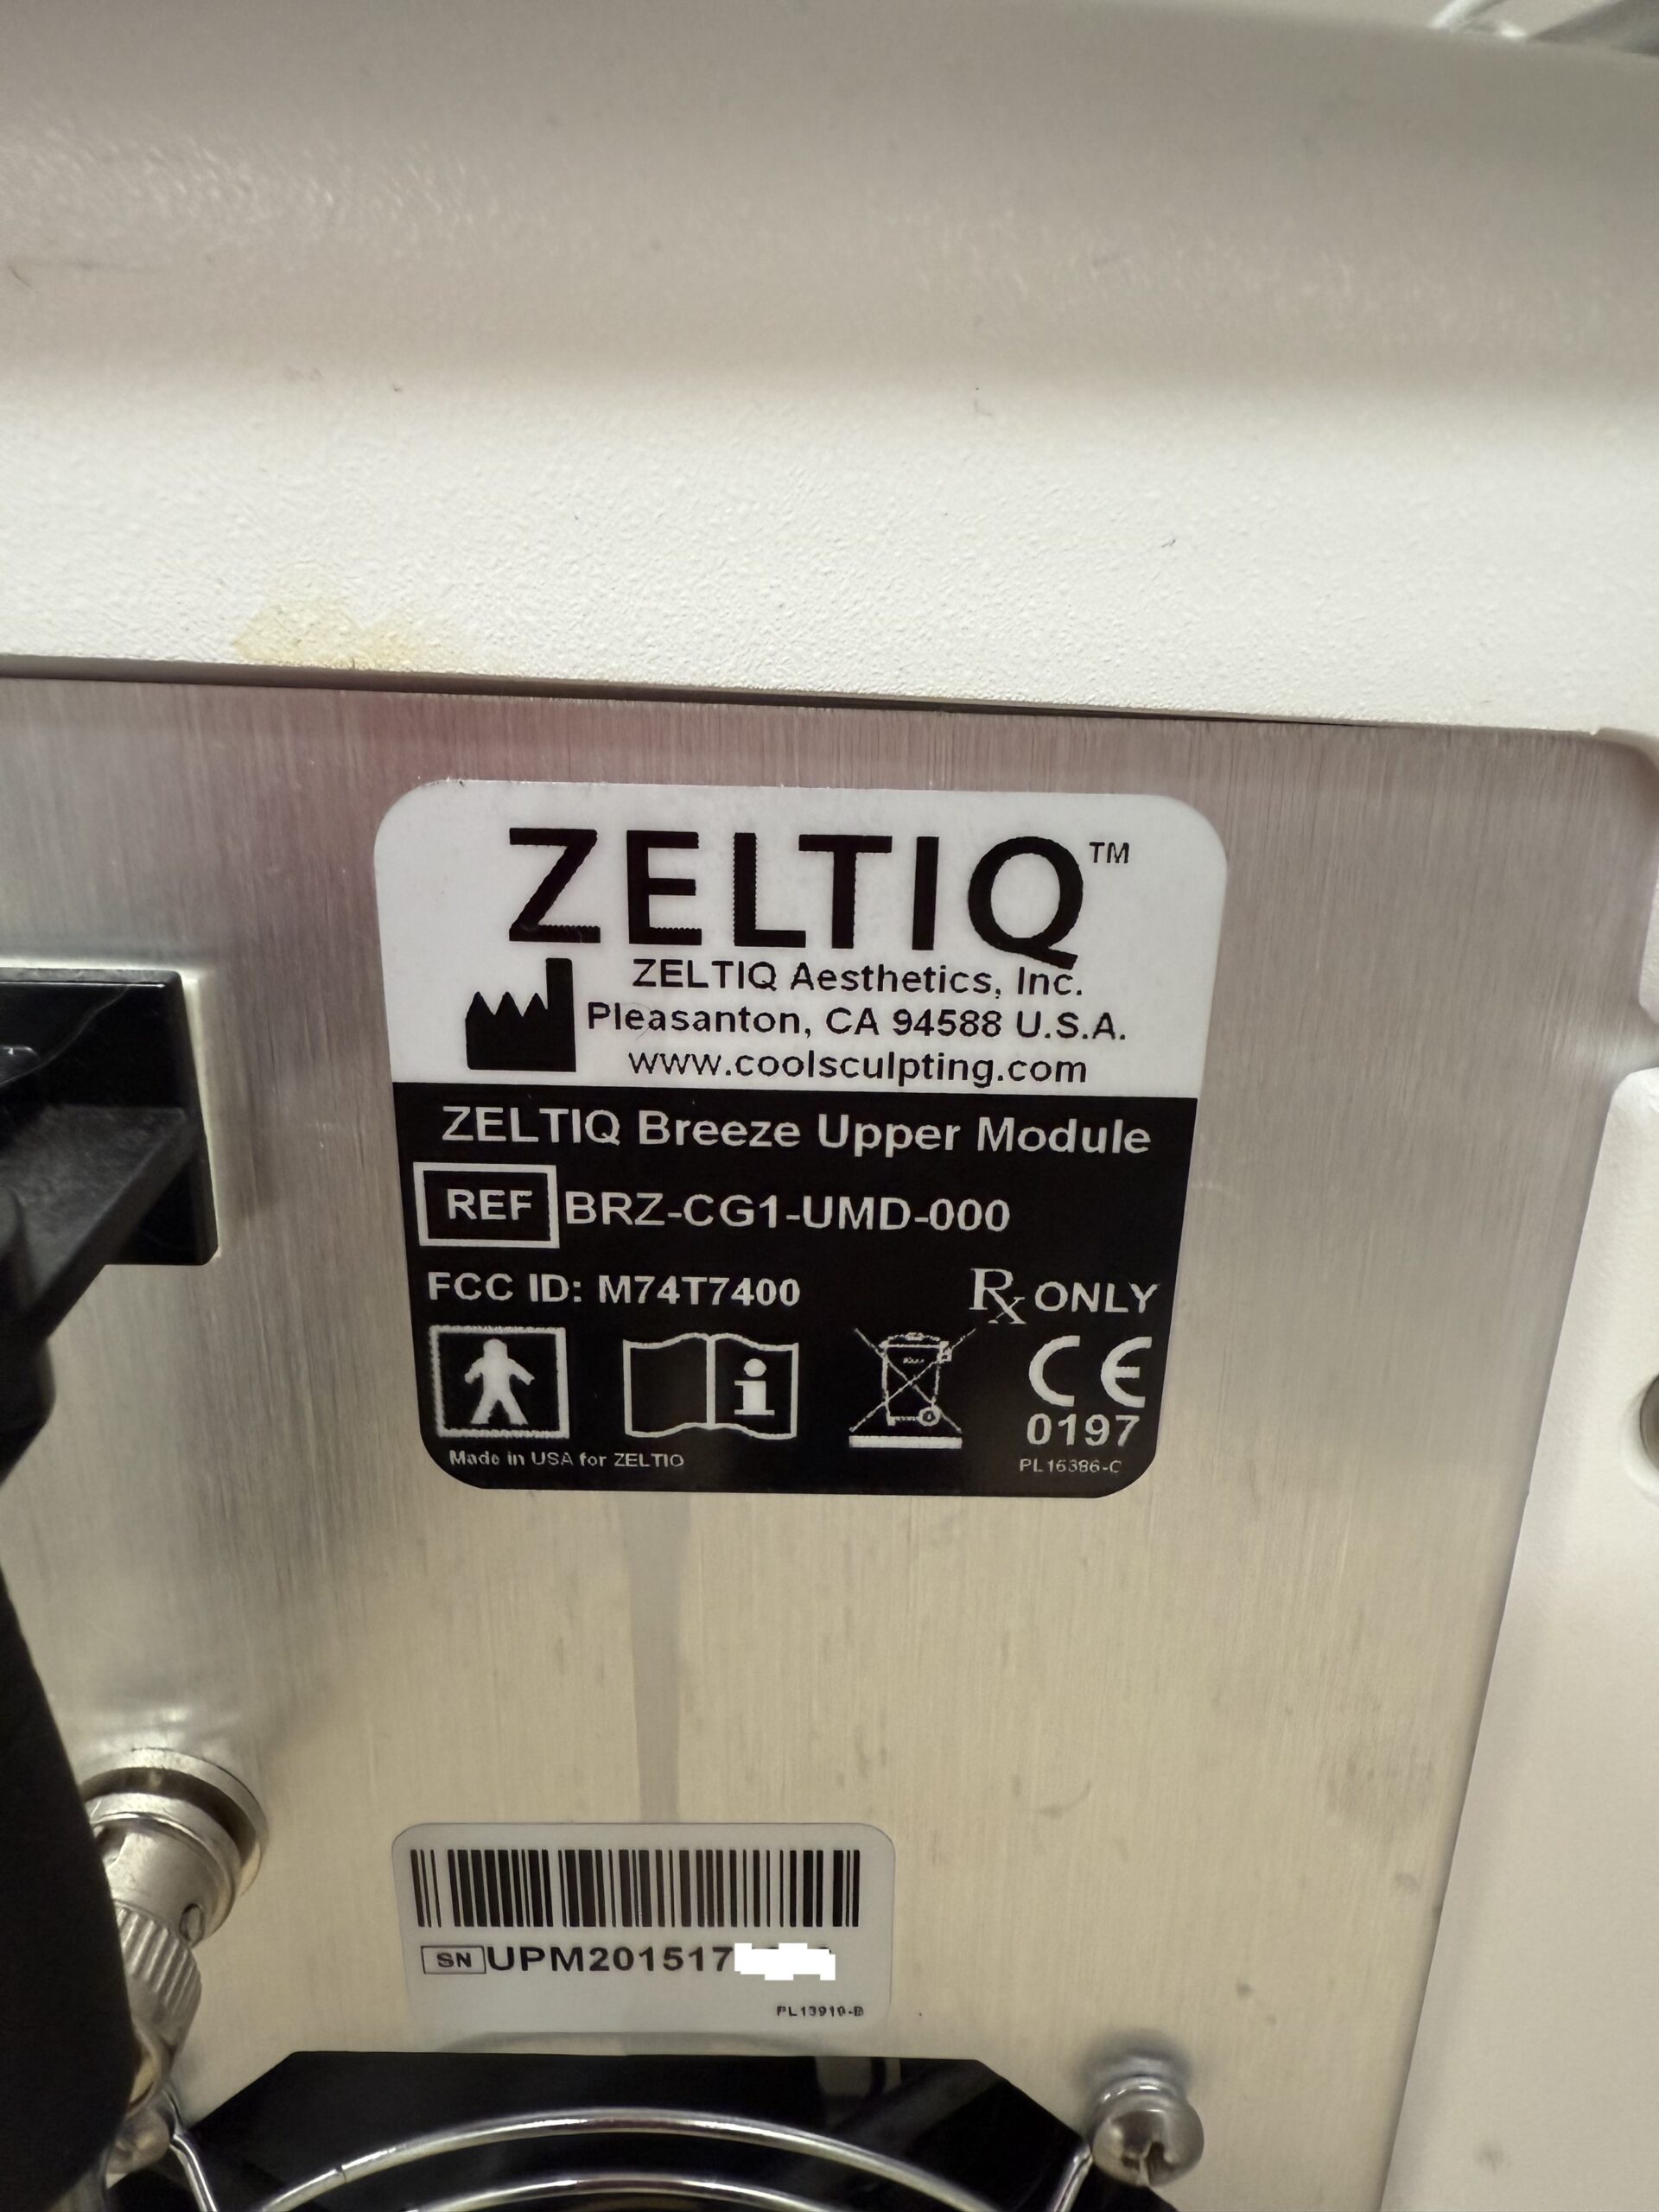 ZELTIQ™
ZELTIQ Aesthetics, Inc.
Pleasanton, CA 94588 U.S.A.
www.coolsculpting.com
ZELTIQ Breeze Upper Module
REF BRZ-CG1-UMD-000
FCC ID: M74T7400
Rx ONLY
i
CE
0197
Made in USA for ZELTIQ
PL16386-C
SN UPM201517
PL13910-B